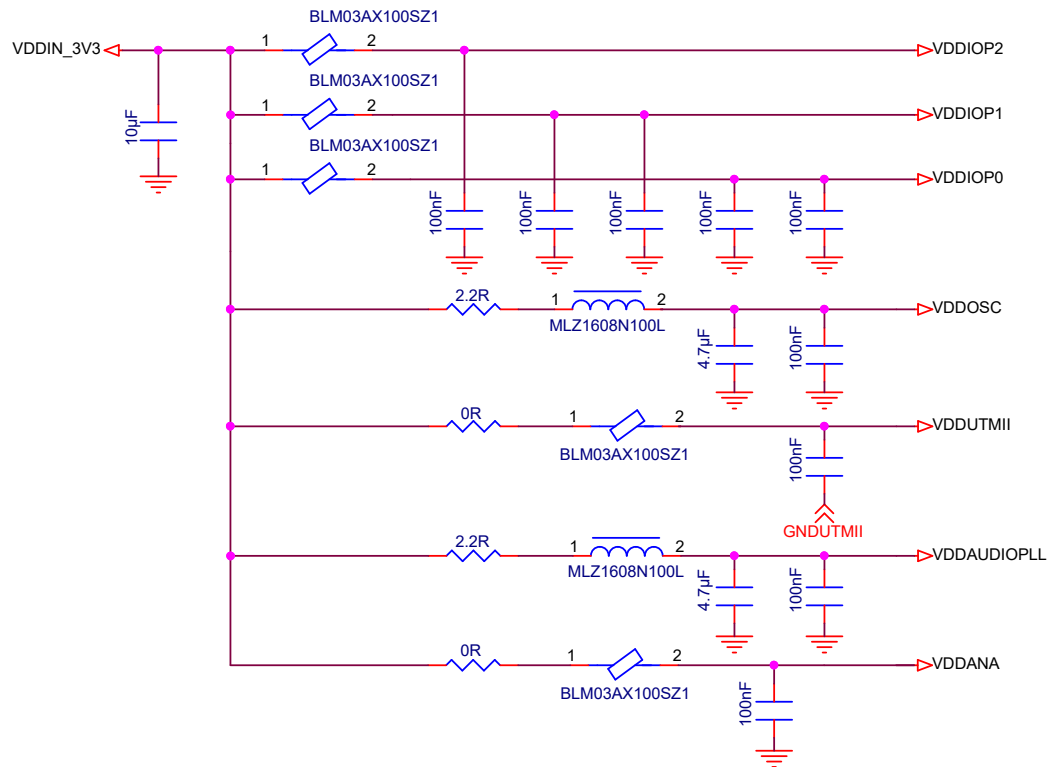 BLM03AX100SZ1
VDDIN_3V3
1
2
VDDIOP2
BLM03AX100SZ1
1
2
VDDIOP1
10µF
BLM03AX100SZ1
1
2
VDDIOP0
100nF
100nF
100nF
100nF
100nF
2.2R
1
2
VDDOSC
MLZ1608N100L
4.7µF
100nF
0R
1
2
VDDUTMII
BLM03AX100SZ1
100nF
GNDUTMII
2.2R
1
2
VDDAUDIOPLL
MLZ1608N100L
4.7µF
100nF
0R
1
2
VDDANA
BLM03AX100SZ1
100nF